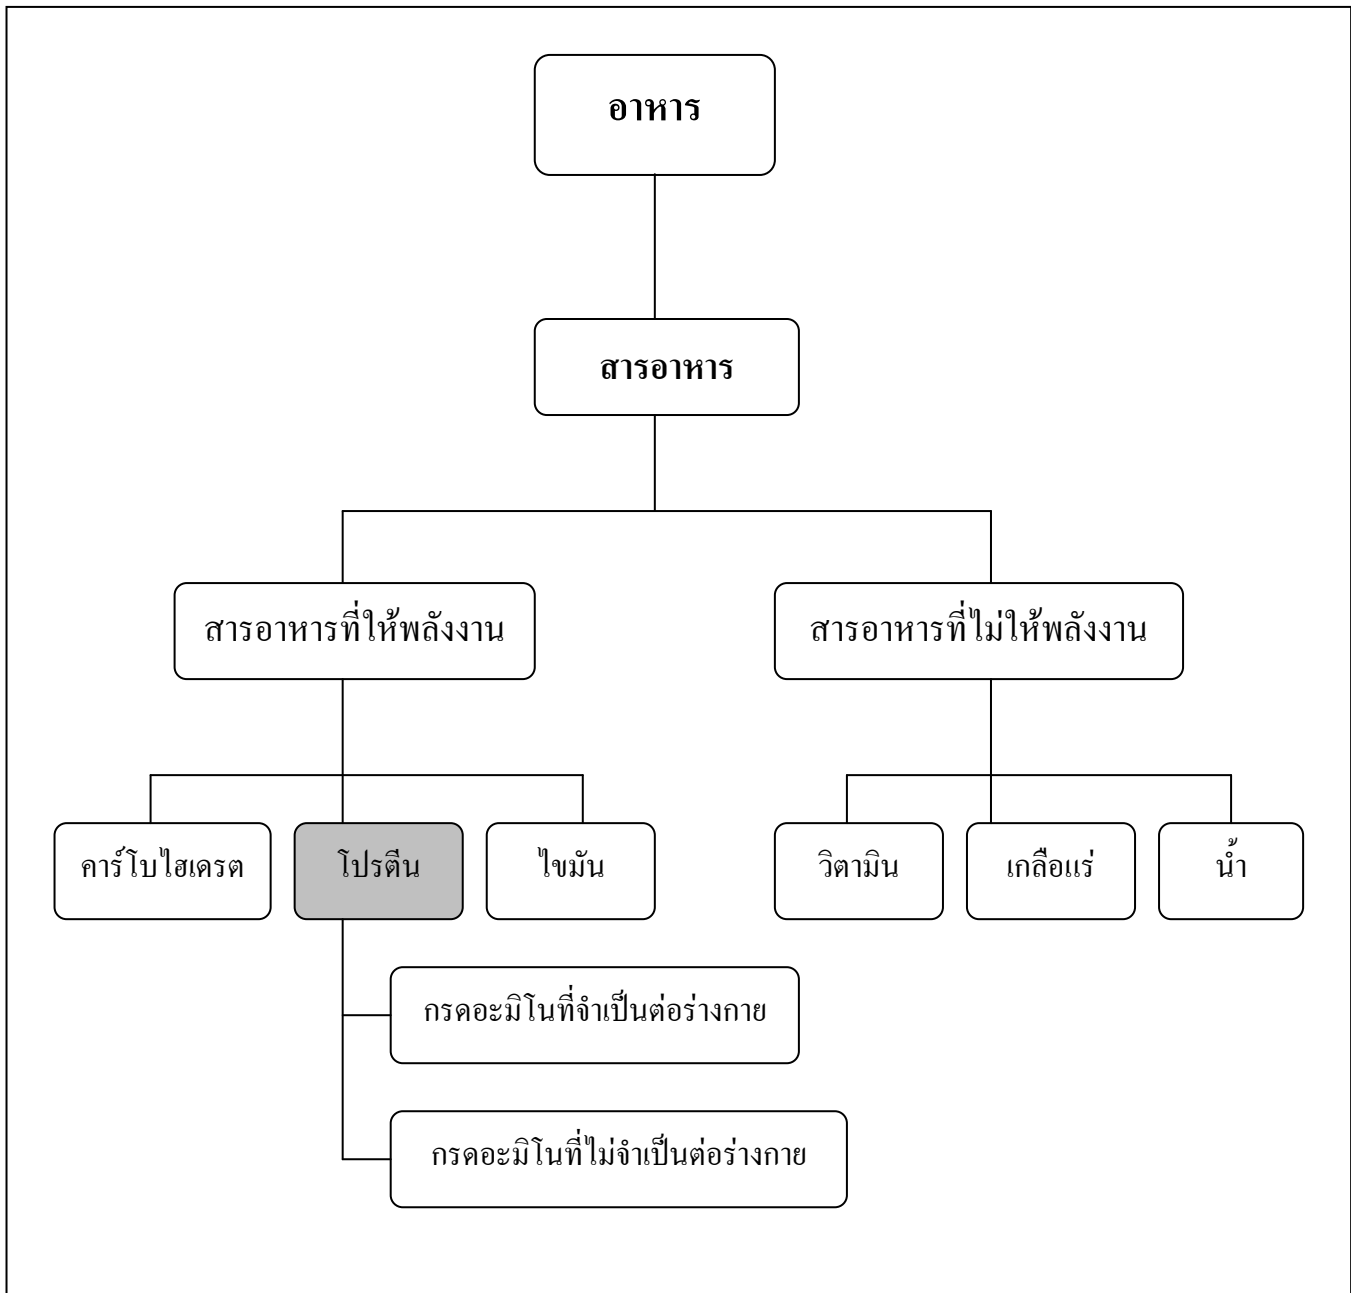 อาหาร
สารอาหาร
สารอาหารที่ให้พลังงาน
สารอาหารที่ไม่ให้พลังงาน
คาร์โบไฮเดรต
โปรตีน
ไขมัน
วิตามิน
เกลือแร่
น้ำ
กรดอะมิโนที่จำเป็นต่อร่างกาย
กรดอะมิโนที่ไม่จำเป็นต่อร่างกาย